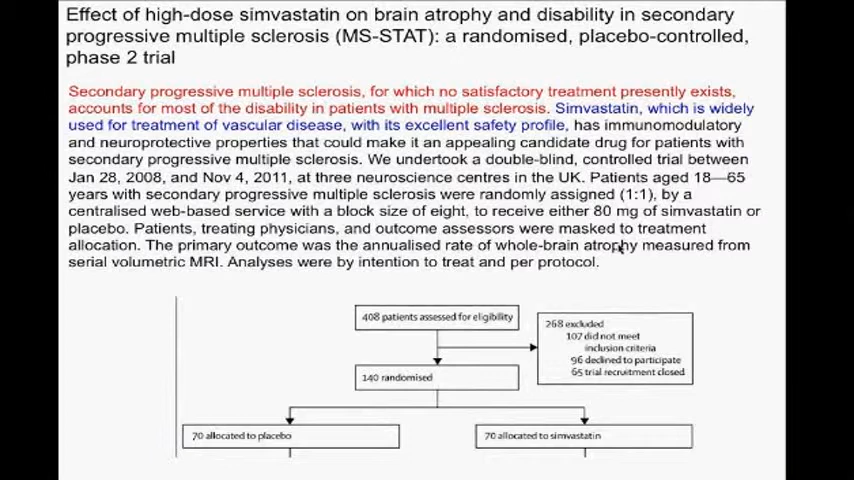 Effect of high-dose simvastatin on brain atrophy and disability in secondary
progressive multiple sclerosis (MS-STAT): a randomised, placebo-controlled,
phase 2 trial
Secondary progressive multiple sclerosis, for which no satisfactory treatment presently exists,
accounts for most of the disability in patients with multiple sclerosis. Simvastatin, which is widely
used for treatment of vascular disease, with its excellent safety profile, has immunomodulatory
and neuroprotective properties that could make it an appealing candidate drug for patients with
secondary progressive multiple sclerosis. We undertook a double-blind, controlled trial between
Jan 28, 2008, and Nov 4, 2011, at three neuroscience centres in the UK. Patients aged 18—65
years with secondary progressive multiple sclerosis were randomly assigned (1:1), by a
centralised web-based service with a block size of eight, to receive either 80 mg of simvastatin or
placebo. Patients, treating physicians, and outcome assessors were masked to treatment
allocation. The primary outcome was the annualised rate of whole-brain atrophy measured from
serial volumetric MRI. Analyses were by intention to treat and per protocol.
408 patients assessed for eligibility
268 excluded
107 did not meet
inclusion criteria
96 declined to participate
65 trial recruitment closed
140 randomised
70 allocated to placebo
70 allocated to simvastatin